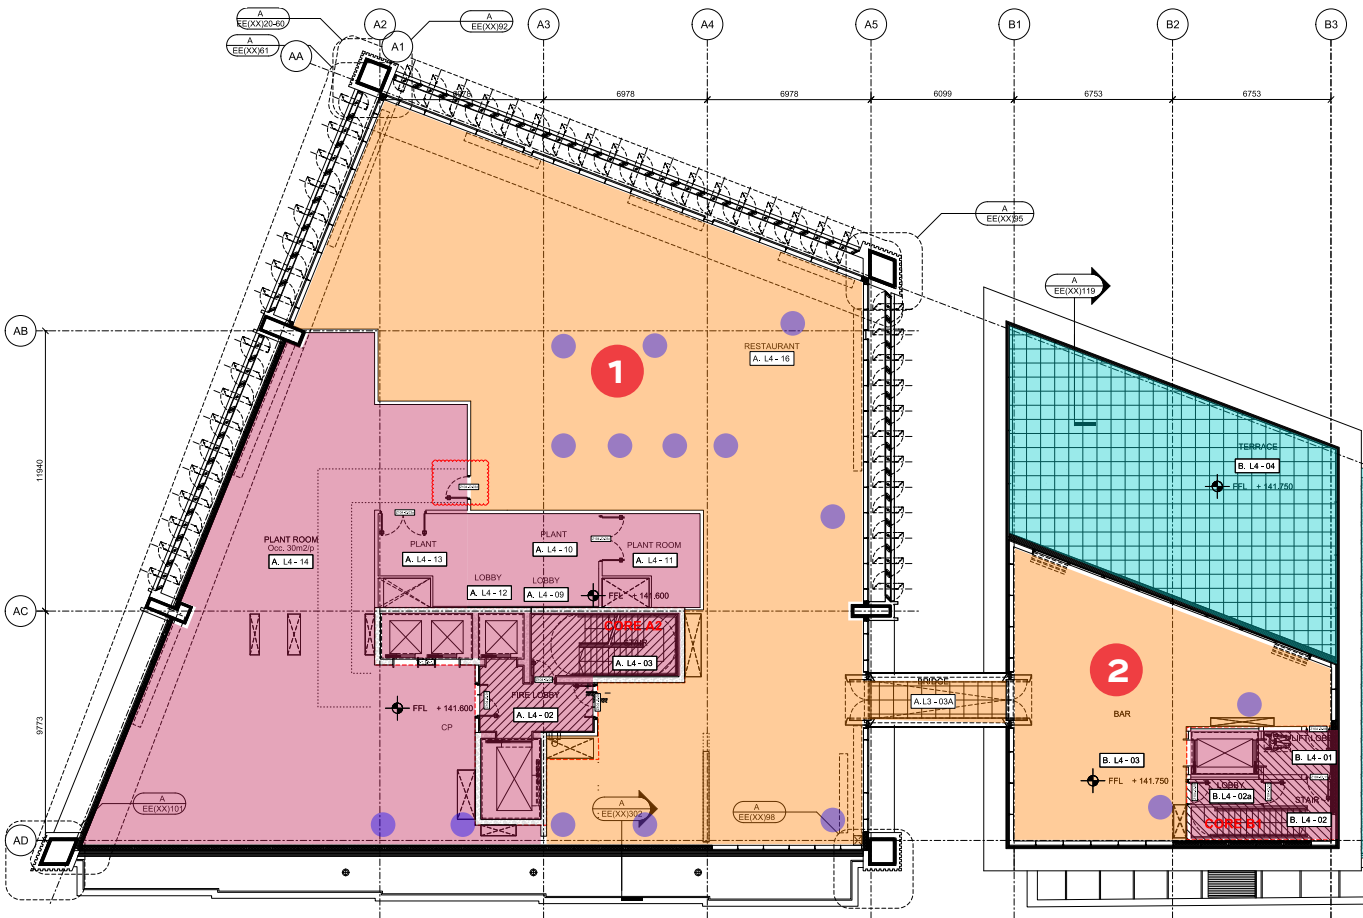 A
EE(XX)20-60
A2
A
EE(XX)92
A3
A4
A5
B1
B2
B3
A
EE(XX)61
AA
A1
6978
6978
6978
6099
6753
6753
A
EE(XX)95
A
EE(XX)119
AB
1
RESTAURANT
A. L4 - 16
TERRACE
B. L4 - 04
FFL + 141.750
11940
PLANT ROOM
Occ. 30m2/p
A. L4 - 14
PLANT
A. L4 - 13
PLANT
A. L4 - 10
PLANT ROOM
A. L4 - 11
LOBBY
A. L4 - 12
LOBBY
A. L4 - 09
FFL + 141.600
AC
CORE A2
A. L4 - 03
FIRE LOBBY
A. L4 - 02
FFL + 141.600
CP
9773
BRIDGE
A.L3 - 03A
2
BAR
B. L4 - 03
FFL + 141.750
LIFT LOBBY
B. L4 - 01
LOBBY
B. L4 - 02a
STAIR
B. L4 - 02
CORE B1
A
EE(XX)101
A
EE(XX)302
A
EE(XX)98
AD